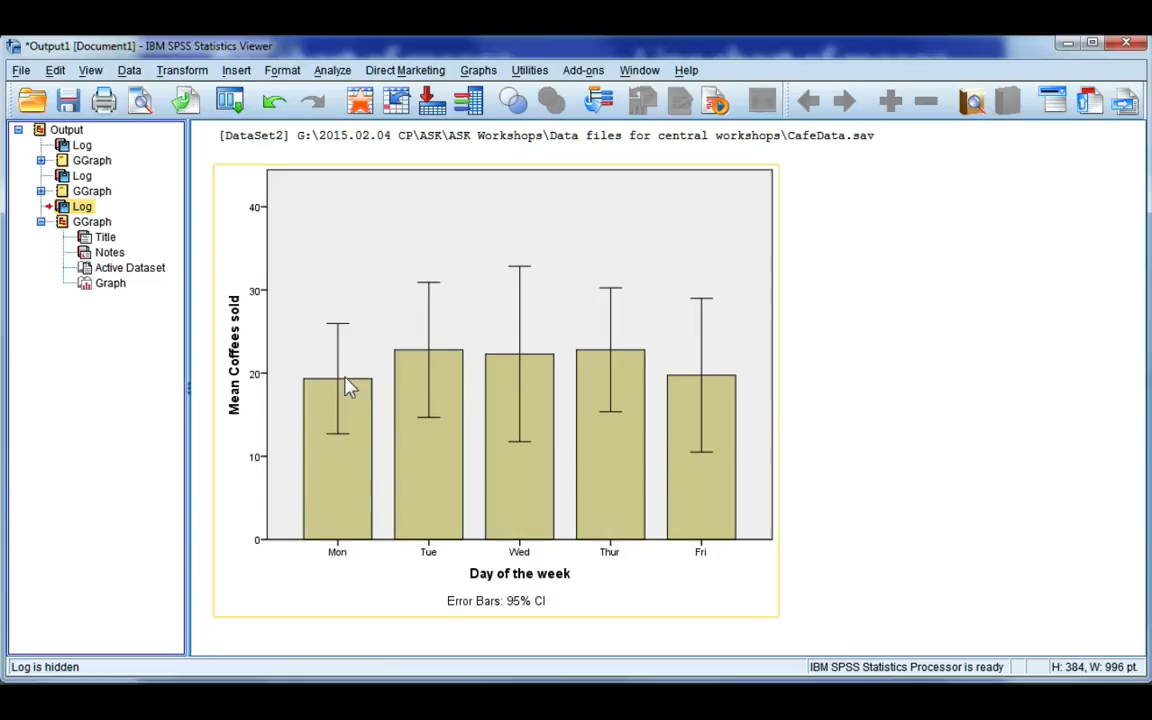 *Output1 [Document1] - IBM SPSS Statistics Viewer
File Edit View Data Transform Insert Format Analyze Direct Marketing Graphs Utilities Add-ons Window Help
Output
Log
GGraph
Log
GGraph
Log
GGraph
Title
Notes
Active Dataset
Graph
[DataSet2] G:\2015.02.04 CP\ASK\ASK Workshops\Data files for central workshops\CafeData.sav
Mean Coffees sold
40
30
20
10
0
Mon Tue Wed Thur Fri
Day of the week
Error Bars: 95% CI
Log is hidden
IBM SPSS Statistics Processor is ready
H: 384, W: 996 pt.